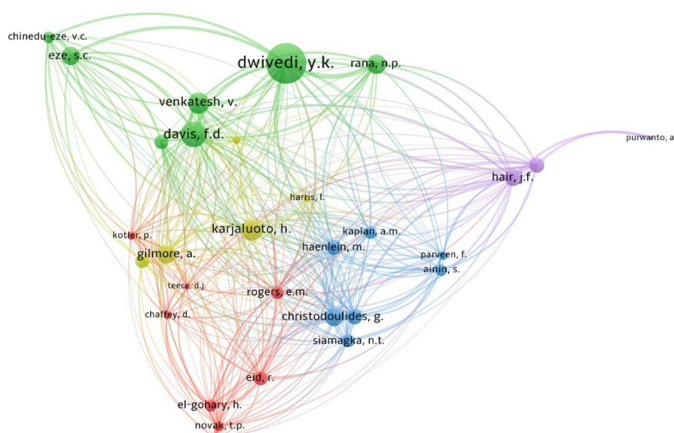 chinedu-eze, v.c.
eze, s.c.
dwivedi, y.k.
rana, n.p.
venkatesh, v.
davis, f.d.
purwanto, a
hair, j.f.
harris, l.
karjaluoto, h.
kaplan, a.m.
kotler, p.
haenlein, m.
gilmore, a.
parveen, f.
ainin, s.
teece, d.j.
rogers, e.m.
chaffey, d.
christodoulides, g.
siamagka, n.t.
eid, r.
el-gohary, h.
novak, t.p.